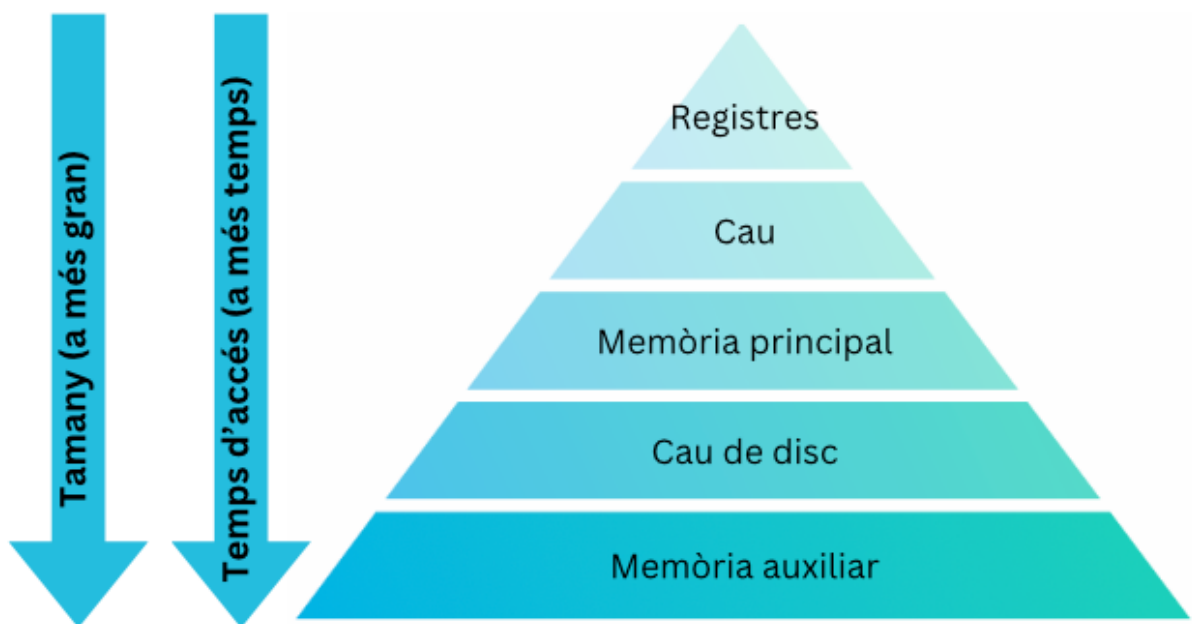 Tamany (a més gran)
Temps d'accés (a més temps)
Registres
Cau
Memòria principal
Cau de disc
Memòria auxiliar